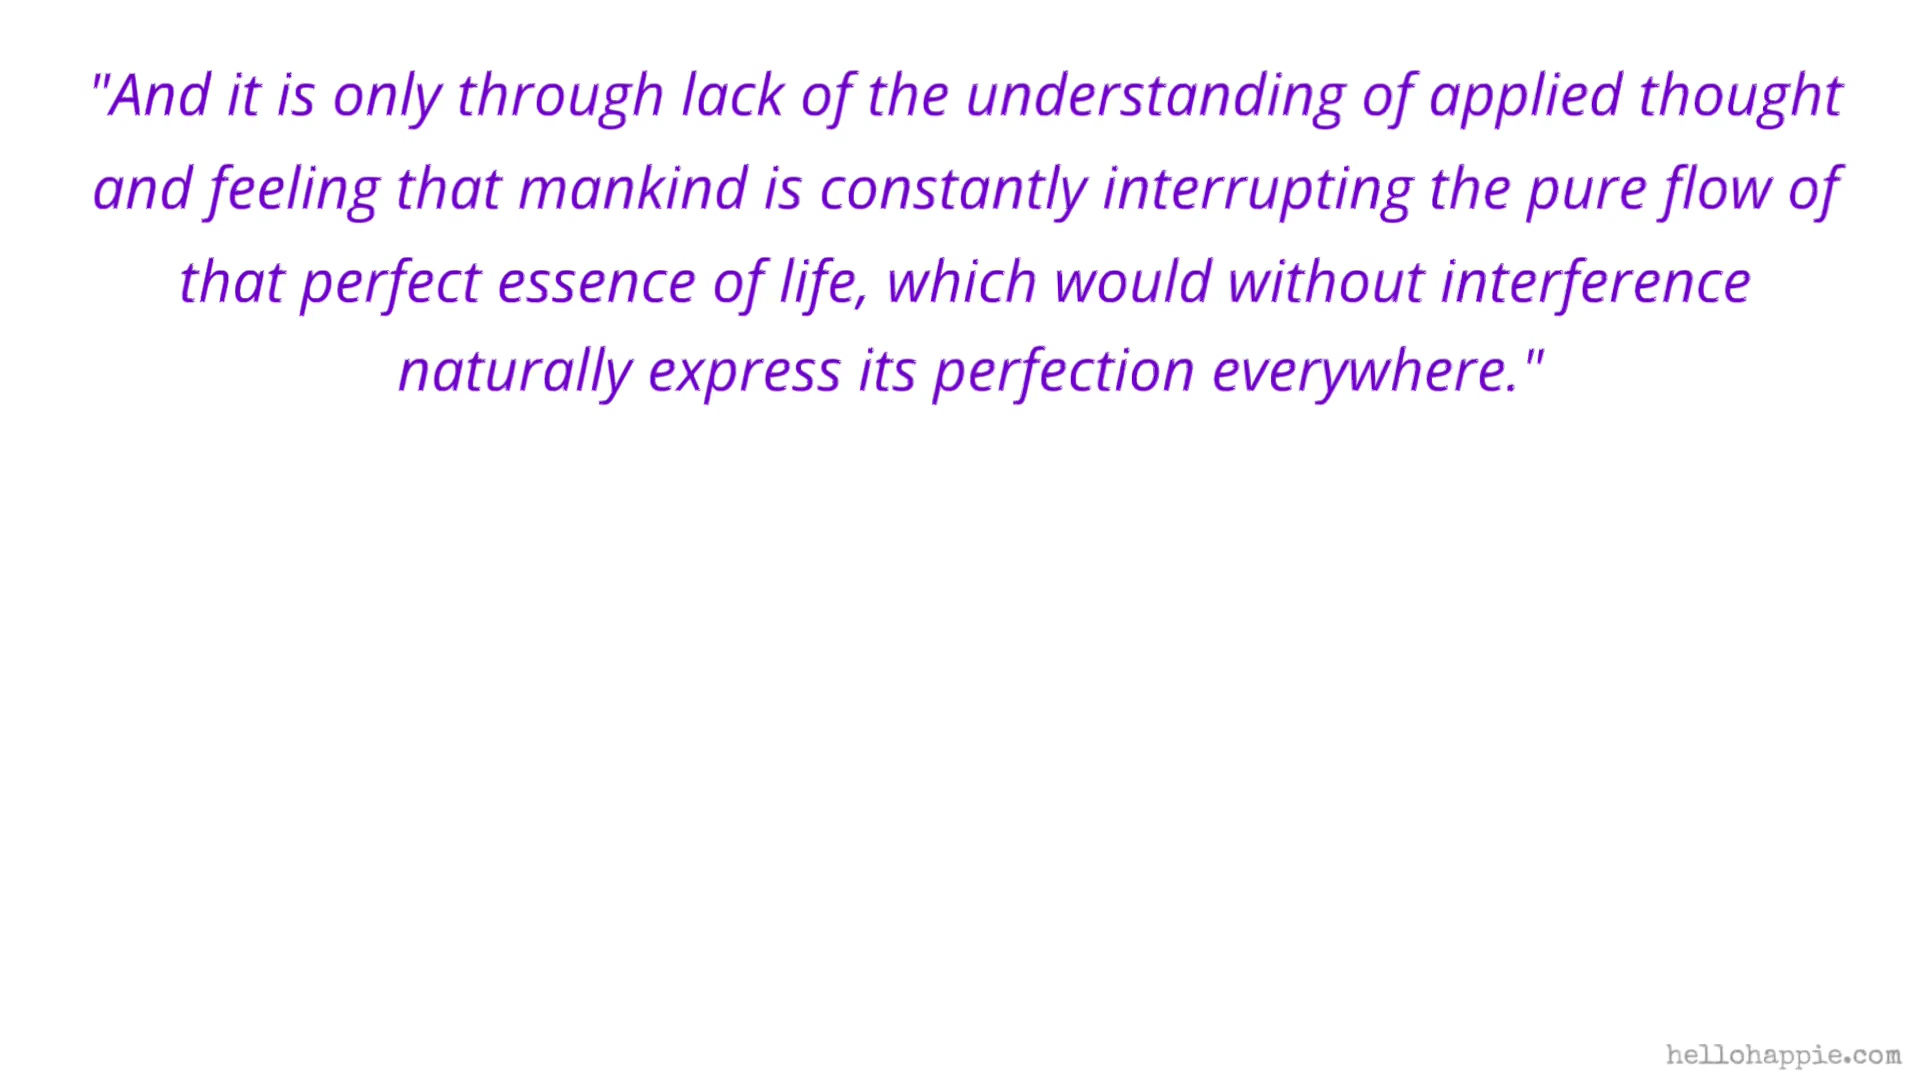 "And it is only through lack of the understanding of applied thought
and feeling that mankind is constantly interrupting the pure flow of
that perfect essence of life, which would without interference
naturally express its perfection everywhere."
hellohappie.com